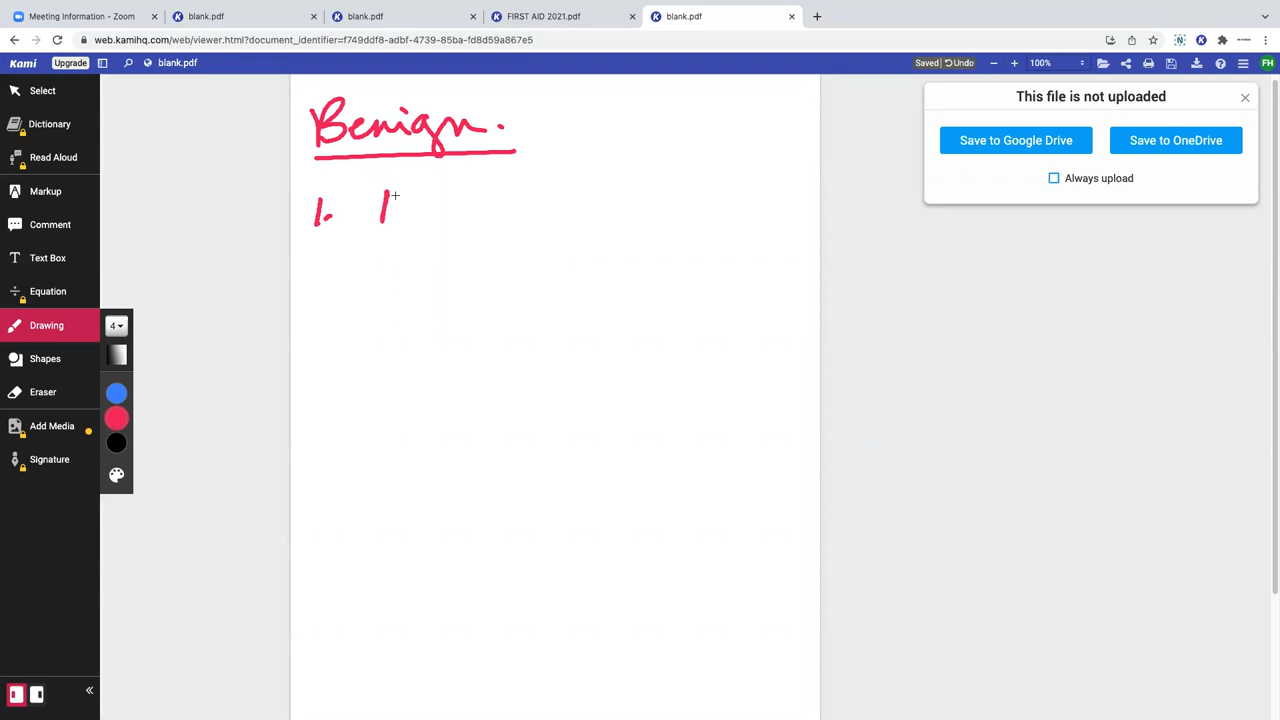 Meeting Information - Zoom
blank.pdf
blank.pdf
FIRST AID 2021.pdf
blank.pdf
web.kamihq.com/web/viewer.html?document_identifier=f749ddf8-adbf-4739-85ba-fd8d59a867e5
Kami Upgrade blank.pdf Saved Undo 100% FH
Select
Dictionary
Read Aloud
Markup
Comment
Text Box
Equation
Drawing
Shapes
Eraser
Add Media
Signature
4
Benign.
1.
This file is not uploaded
Save to Google Drive Save to OneDrive
Always upload